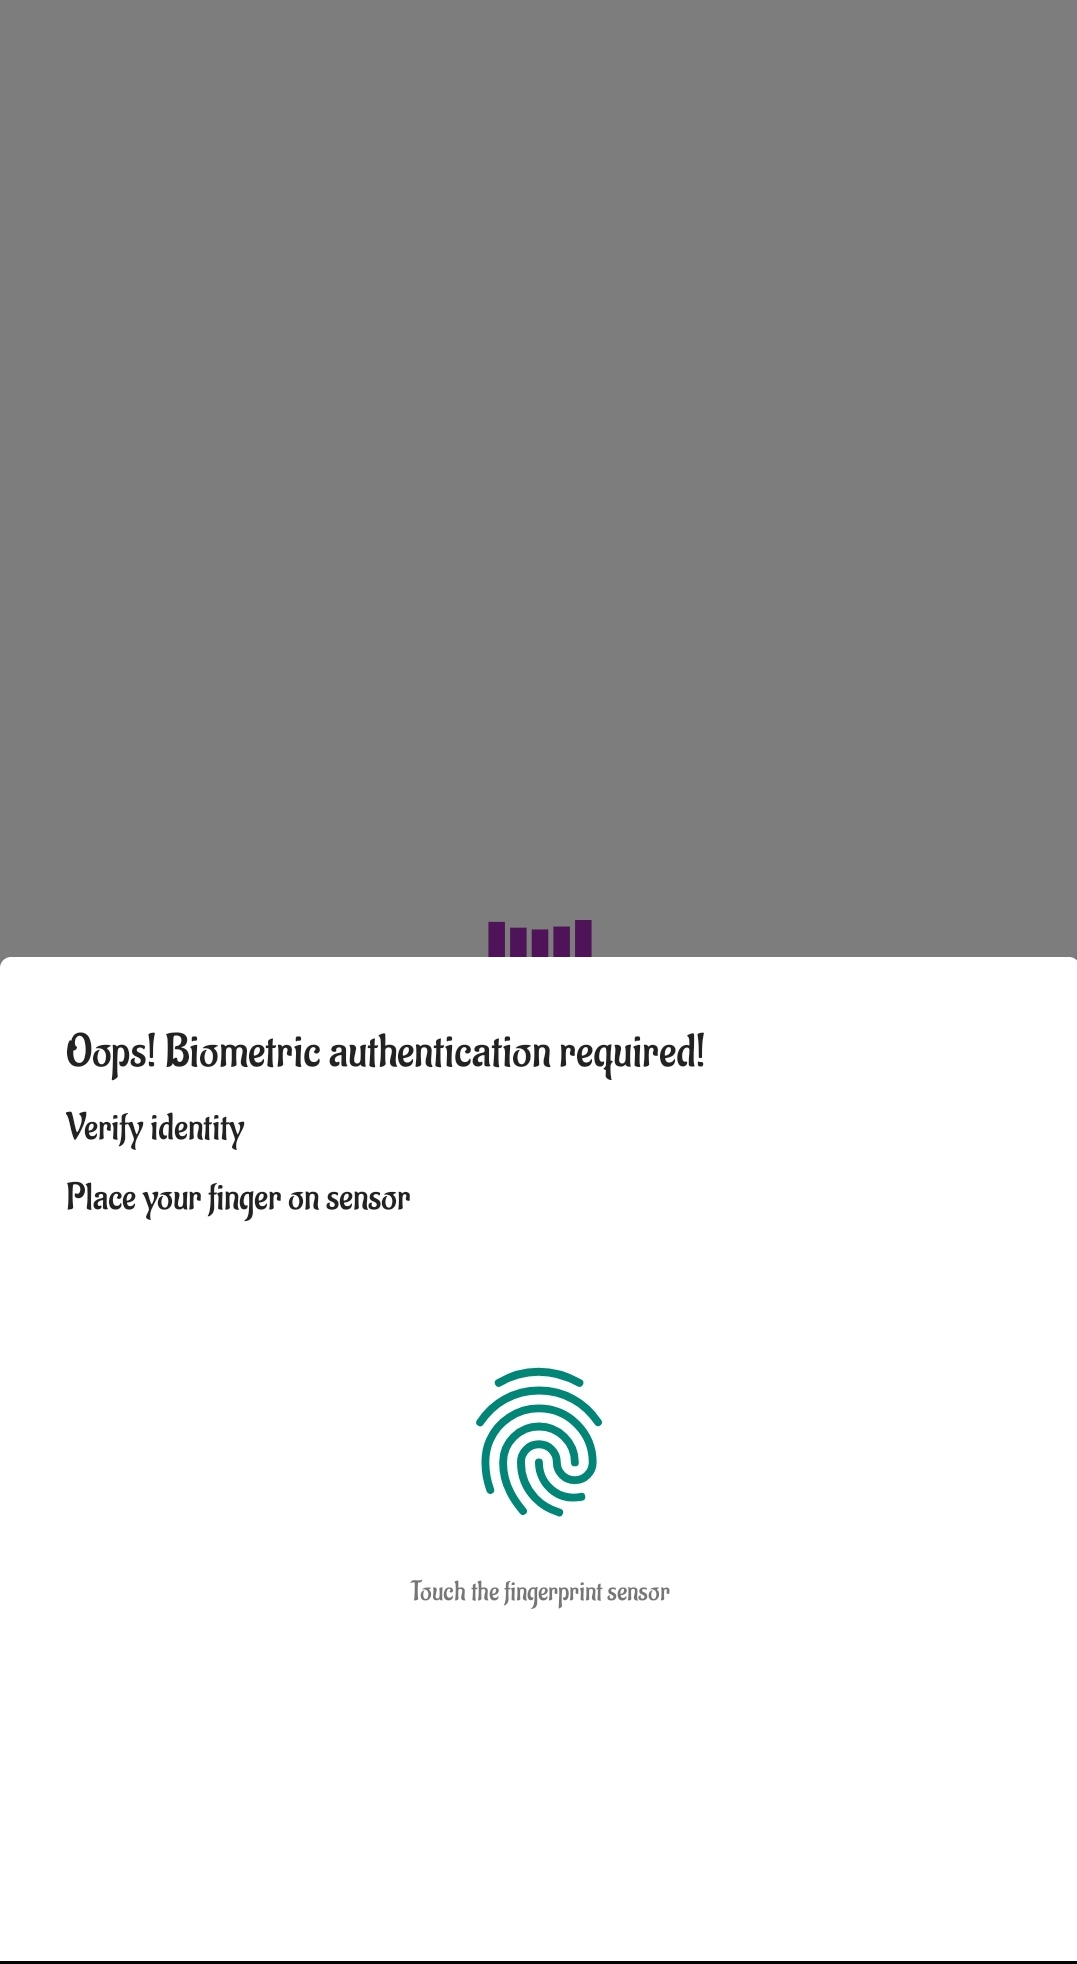 Oops! Biometric authentication required!
Verify identity
Place your finger on sensor
Touch the fingerprint sensor